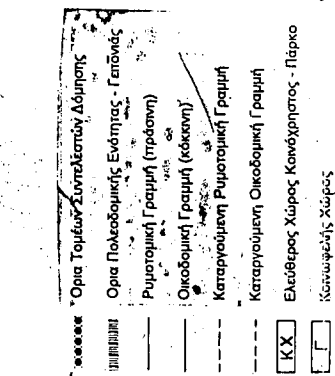 Όρια Τομέων Συντελεστών Δόμησης
Όρια Πολεοδομικής Ενότητας - Γειτονιάς
Ρυμοτομική Γραμμή (πράσινη)
Οικοδομική Γραμμή (κόκκινη)
Καταργούμενη Ρυμοτομική Γραμμή
Καταργούμενη Οικοδομική Γραμμή
ΚΧ Ελεύθερος Χώρος Κοινόχρηστος - Πάρκο
Γ Κοινωφελής Χώρος